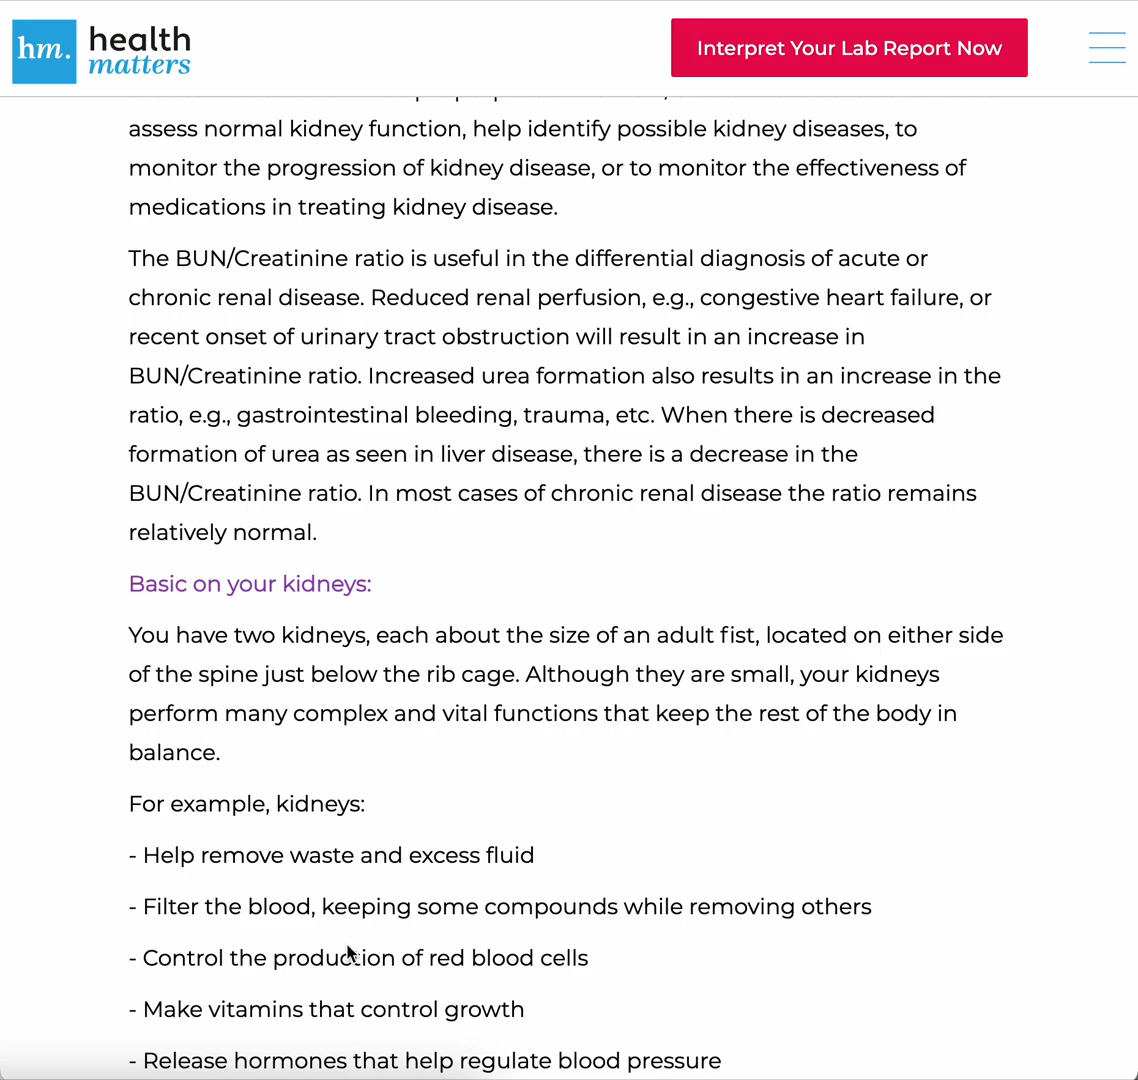 hm.
health
matters
Interpret Your Lab Report Now
assess normal kidney function, help identify possible kidney diseases, to
monitor the progression of kidney disease, or to monitor the effectiveness of
medications in treating kidney disease.
The BUN/Creatinine ratio is useful in the differential diagnosis of acute or
chronic renal disease. Reduced renal perfusion, e.g., congestive heart failure, or
recent onset of urinary tract obstruction will result in an increase in
BUN/Creatinine ratio. Increased urea formation also results in an increase in the
ratio, e.g., gastrointestinal bleeding, trauma, etc. When there is decreased
formation of urea as seen in liver disease, there is a decrease in the
BUN/Creatinine ratio. In most cases of chronic renal disease the ratio remains
relatively normal.
Basic on your kidneys:
You have two kidneys, each about the size of an adult fist, located on either side
of the spine just below the rib cage. Although they are small, your kidneys
perform many complex and vital functions that keep the rest of the body in
balance.
For example, kidneys:
- Help remove waste and excess fluid
- Filter the blood, keeping some compounds while removing others
- Control the production of red blood cells
- Make vitamins that control growth
- Release hormones that help regulate blood pressure